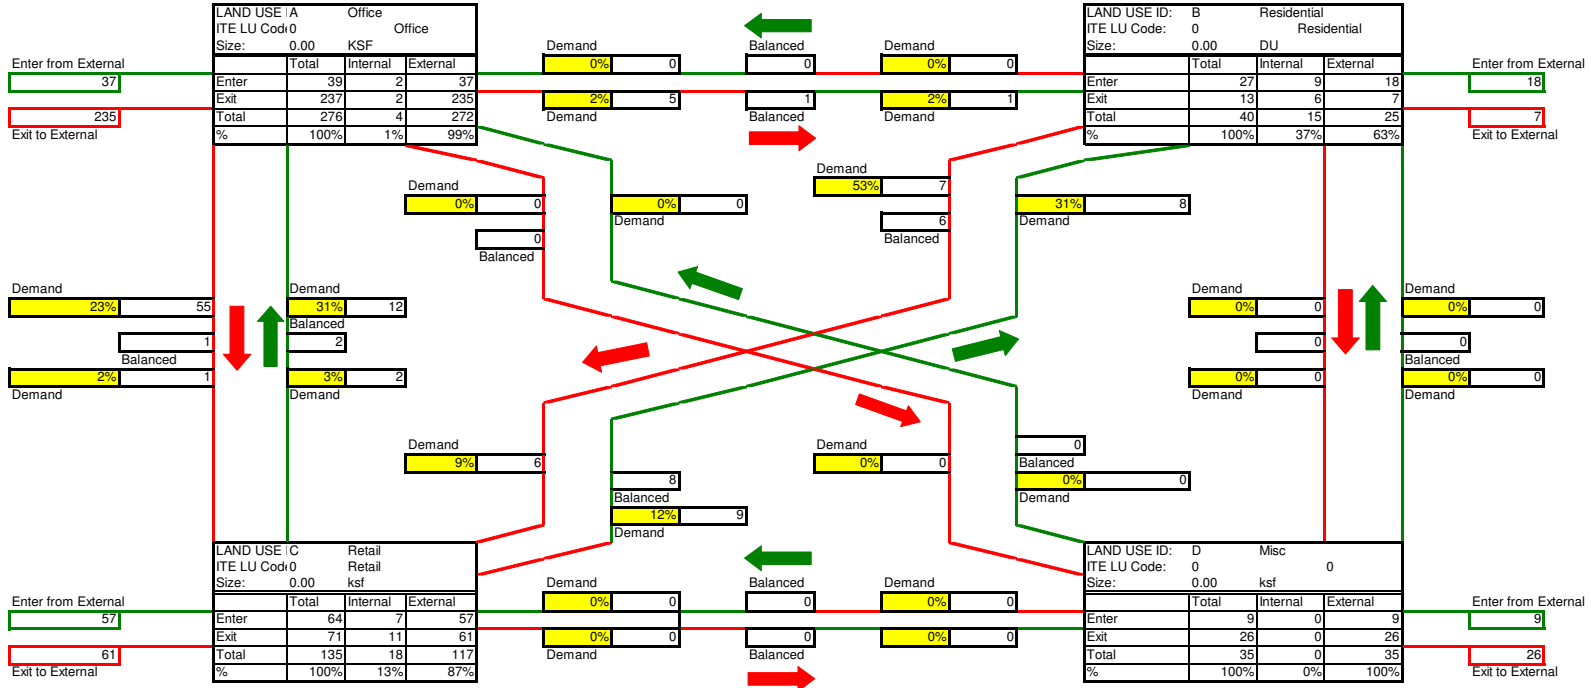 LAND USE A Office
ITE LU Code 0 Office
Size: 0.00 KSF
Total Internal External
Enter 39 2 37
Exit 237 2 235
Total 276 4 272
% 100% 1% 99%
Enter from External
37
235
Exit to External
Demand Balanced Demand
0% 0 0 0% 0
2% 5 1 2% 1
Demand Balanced Demand
LAND USE ID: B Residential
ITE LU Code: 0 Residential
Size: 0.00 DU
Total Internal External
Enter 27 9 18
Exit 13 6 7
Total 40 15 25
% 100% 37% 63%
Enter from External
18
7
Exit to External
Demand
0% 0
0
Balanced
0% 0
Demand
Demand
53% 7
6
Balanced
31% 8
Demand
Demand
23% 55
1
Balanced
2% 1
Demand
Demand
31% 12
Balanced
2
3% 2
Demand
Demand
0% 0
0
0% 0
Demand
Demand
0% 0
0
Balanced
0% 0
Demand
Demand
9% 6
8
Balanced
12% 9
Demand
Demand
0% 0
0
Balanced
0% 0
Demand
LAND USE C Retail
ITE LU Code 0 Retail
Size: 0.00 ksf
Total Internal External
Enter 64 7 57
Exit 71 11 61
Total 135 18 117
% 100% 13% 87%
Enter from External
57
61
Exit to External
Demand Balanced Demand
0% 0 0 0% 0
0% 0 0 0% 0
Demand Balanced Demand
LAND USE ID: D Misc
ITE LU Code: 0 0
Size: 0.00 ksf
Total Internal External
Enter 9 0 9
Exit 26 0 26
Total 35 0 35
% 100% 0% 100%
Enter from External
9
26
Exit to External